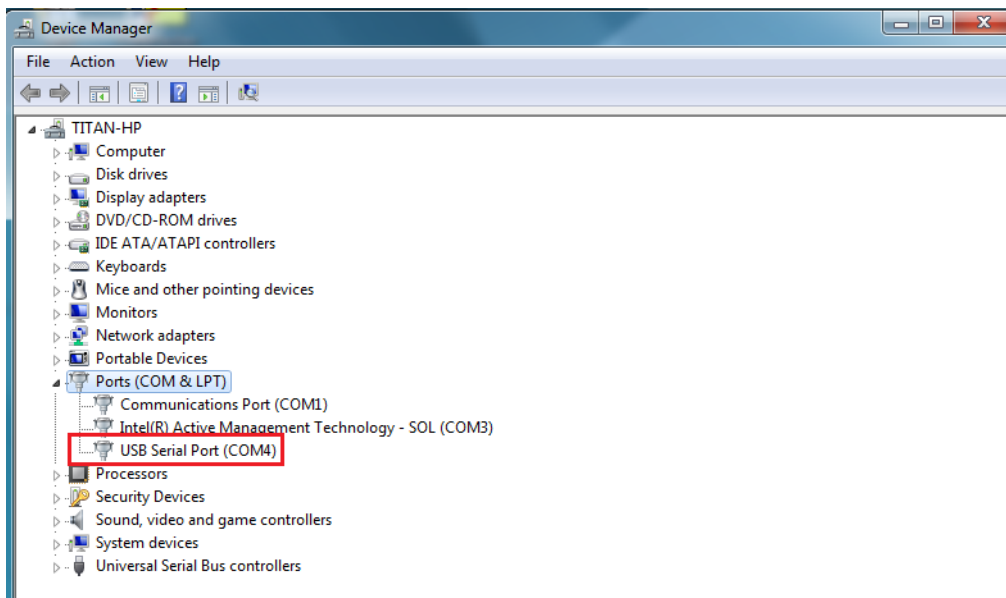 Device Manager
File Action View Help
TITAN-HP
Computer
Disk drives
Display adapters
DVD/CD-ROM drives
IDE ATA/ATAPI controllers
Keyboards
Mice and other pointing devices
Monitors
Network adapters
Portable Devices
Ports (COM & LPT)
Communications Port (COM1)
Intel(R) Active Management Technology - SOL (COM3)
USB Serial Port (COM4)
Processors
Security Devices
Sound, video and game controllers
System devices
Universal Serial Bus controllers